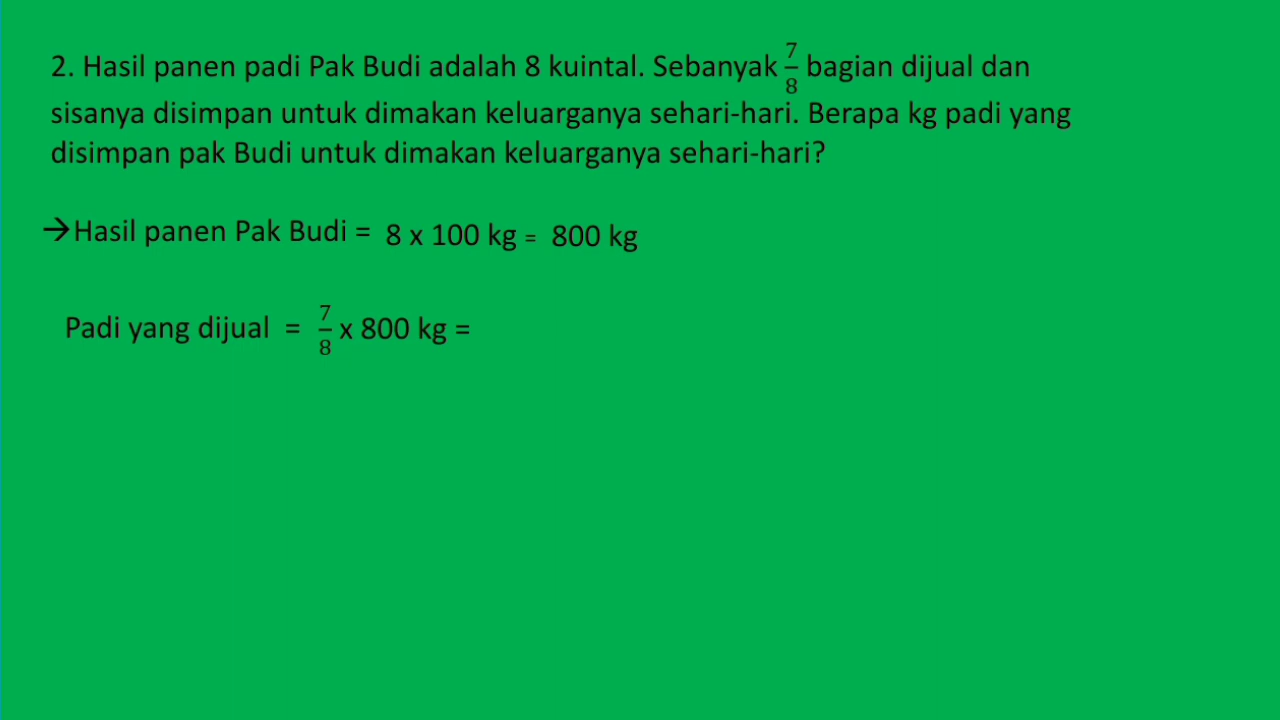 2. Hasil panen padi Pak Budi adalah 8 kuintal. Sebanyak 7/8 bagian dijual dan
sisanya disimpan untuk dimakan keluarganya sehari-hari. Berapa kg padi yang
disimpan pak Budi untuk dimakan keluarganya sehari-hari?
→Hasil panen Pak Budi = 8 x 100 kg = 800 kg
Padi yang dijual = 7/8 x 800 kg =